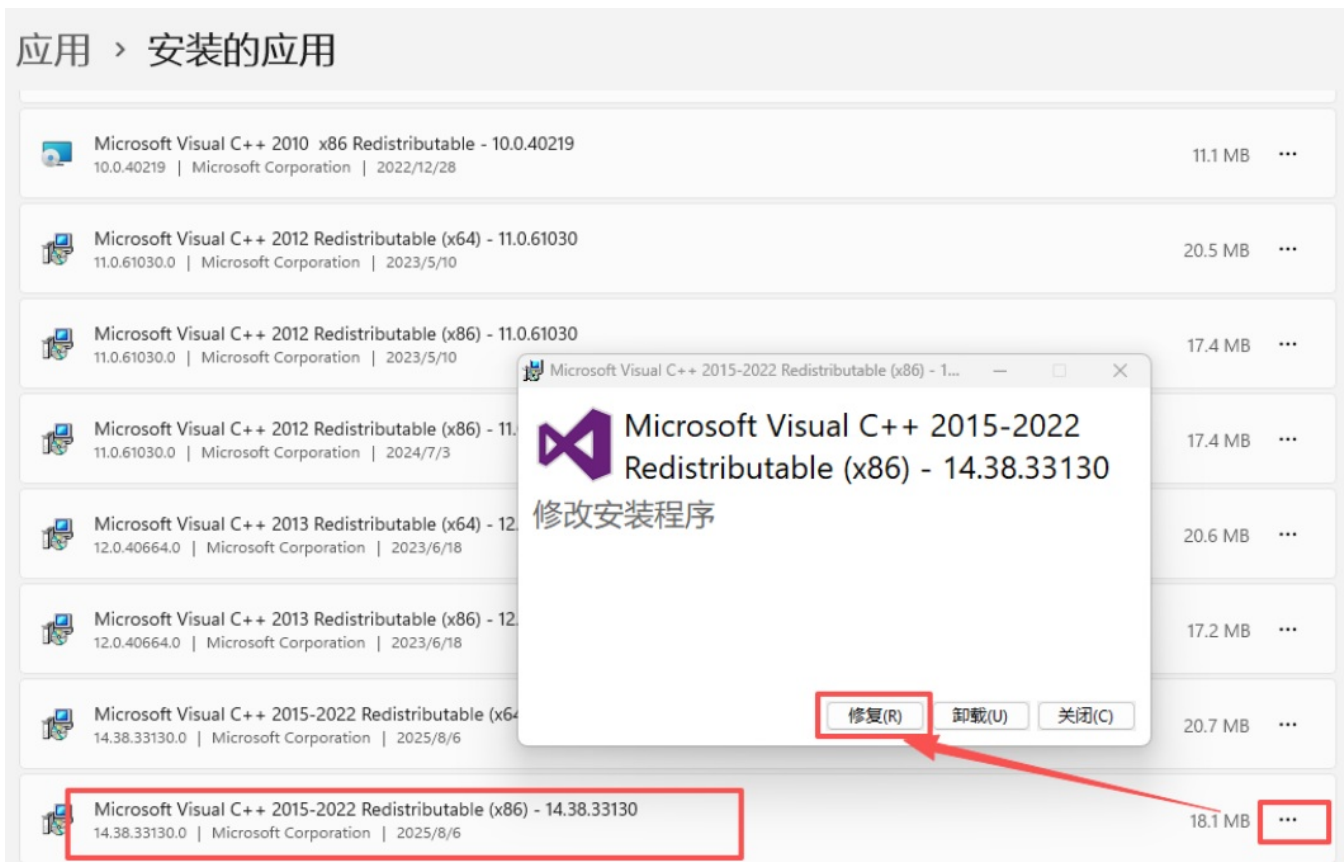 应用 › 安装的应用
Microsoft Visual C++ 2010  x86 Redistributable - 10.0.40219
10.0.40219 | Microsoft Corporation | 2022/12/28
11.1 MB ···
Microsoft Visual C++ 2012 Redistributable (x64) - 11.0.61030
11.0.61030.0 | Microsoft Corporation | 2023/5/10
20.5 MB ···
Microsoft Visual C++ 2012 Redistributable (x86) - 11.0.61030
11.0.61030.0 | Microsoft Corporation | 2023/5/10
17.4 MB ···
Microsoft Visual C++ 2012 Redistributable (x86) - 11.
11.0.61030.0 | Microsoft Corporation | 2024/7/3
17.4 MB ···
Microsoft Visual C++ 2013 Redistributable (x64) - 12.
12.0.40664.0 | Microsoft Corporation | 2023/6/18
20.6 MB ···
Microsoft Visual C++ 2013 Redistributable (x86) - 12
12.0.40664.0 | Microsoft Corporation | 2023/6/18
17.2 MB ···
Microsoft Visual C++ 2015-2022 Redistributable (x64
14.38.33130.0 | Microsoft Corporation | 2025/8/6
20.7 MB ···
Microsoft Visual C++ 2015-2022 Redistributable (x86) - 14.38.33130
14.38.33130.0 | Microsoft Corporation | 2025/8/6
18.1 MB ···
Microsoft Visual C++ 2015-2022 Redistributable (x86) - 1...
Microsoft Visual C++ 2015-2022
Redistributable (x86) - 14.38.33130
修改安装程序
修复(R) 卸载(U) 关闭(C)